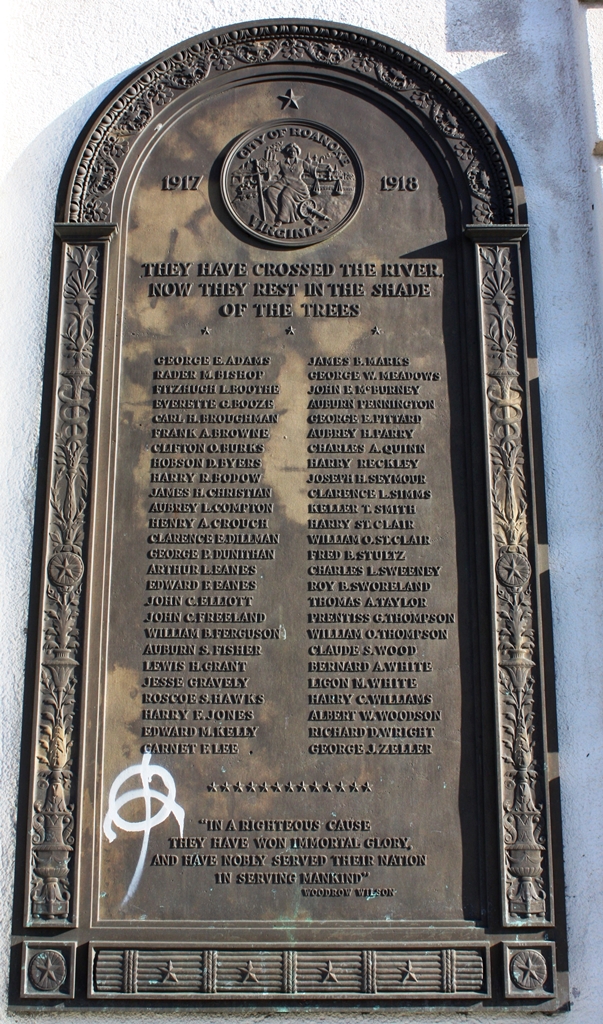 CITY OF ROANOKE
1917
1918
VIRGINIA
THEY HAVE CROSSED THE RIVER,
NOW THEY REST IN THE SHADE
OF THE TREES
GEORGE E. ADAMS
RADER M. BISHOP
FITZHUGH L. BOOTHE
EVERETTE C. BOOZE
CARL H. BROUGHMAN
FRANK A. BROWNE
CLIFTON O. BURKS
HOBSON D. BYERS
HARRY R. BODOW
JAMES H. CHRISTIAN
AUBREY L. COMPTON
HENRY A. CROUCH
CLARENCE E. DILLMAN
GEORGE P. DUNITHAN
ARTHUR L. EANES
EDWARD F. EANES
JOHN C. ELLIOTT
JOHN C. FREELAND
WILLIAM B. FERGUSON
AUBURN S. FISHER
LEWIS H. GRANT
JESSE GRAVELY
ROSCOE S. HAWKS
HARRY F. JONES
EDWARD M. KELLY
GARNET P. LEE
JAMES B. MARKS
GEORGE W. MEADOWS
JOHN F. McBURNEY
AUBURN PENNINGTON
GEORGE E. PITTARD
AUBREY H. PARRY
CHARLES A. QUINN
HARRY RECKLEY
JOSEPH H. SEYMOUR
CLARENCE L. SIMMS
KELLER T. SMITH
HARRY ST. CLAIR
WILLIAM O. ST. CLAIR
FRED B. STULTZ
CHARLES L. SWEENEY
ROY B. SWORELAND
THOMAS A. TAYLOR
PRENTISS G. THOMPSON
WILLIAM O. THOMPSON
CLAUDE S. WOOD
BERNARD A. WHITE
LIGON M. WHITE
HARRY C. WILLIAMS
ALBERT W. WOODSON
RICHARD D. WRIGHT
GEORGE J. ZELLER
"IN A RIGHTEOUS CAUSE
THEY HAVE WON IMMORTAL GLORY,
AND HAVE NOBLY SERVED THEIR NATION
IN SERVING MANKIND"
WOODROW WILSON